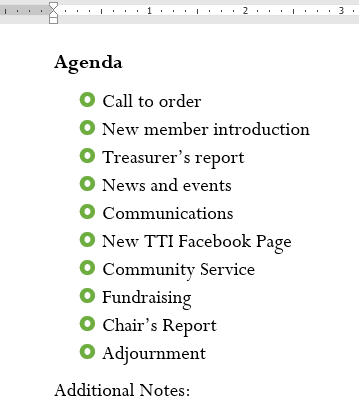 1 2 3
Agenda
Call to order
New member introduction
Treasurer’s report
News and events
Communications
New TTI Facebook Page
Community Service
Fundraising
Chair’s Report
Adjournment
Additional Notes: